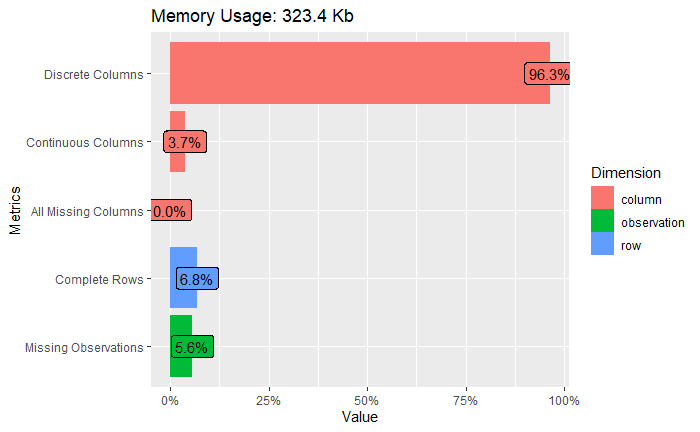 Memory Usage: 323.4 Kb
Metrics
Discrete Columns
96.3%
Continuous Columns
3.7%
All Missing Columns
0.0%
Complete Rows
6.8%
Missing Observations
5.6%
0%
25%
50%
75%
100%
Value
Dimension
column
observation
row